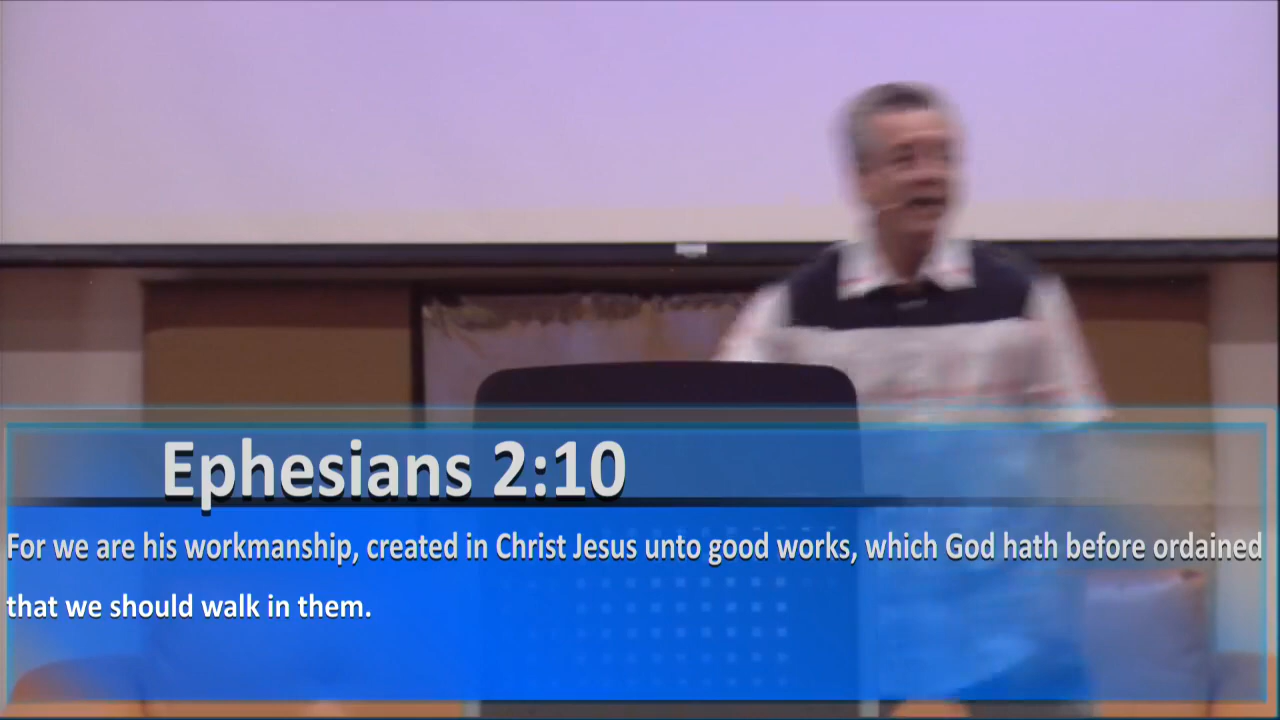 Ephesians 2:10
For we are his workmanship, created in Christ Jesus unto good works, which God hath before ordained
that we should walk in them.